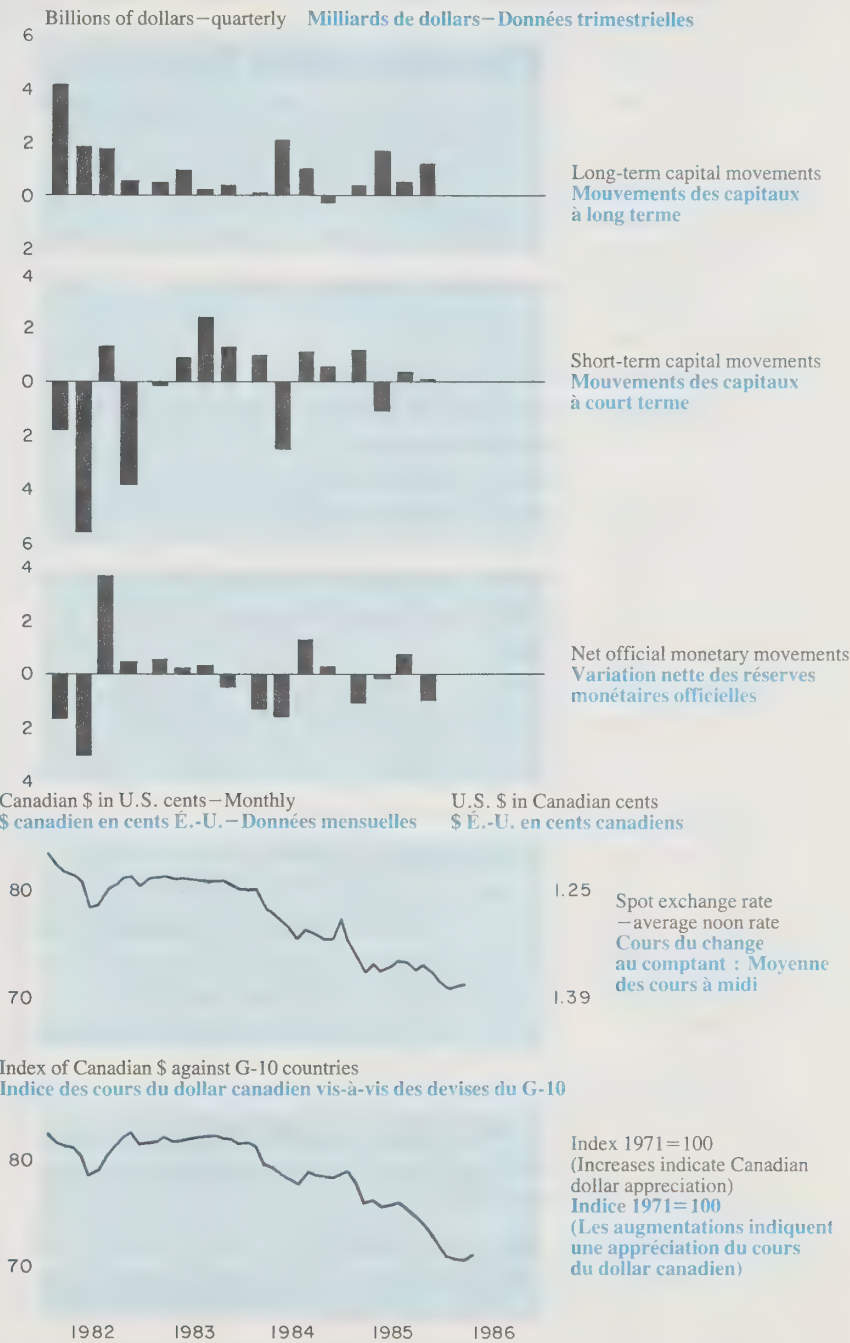 Billions of dollars—quarterly Milliards de dollars—Données trimestrielles
6
4
2
0
2
Long-term capital movements
Mouvements des capitaux
à long terme
4
2
0
2
4
6
Short-term capital movements
Mouvements des capitaux
à court terme
4
2
0
2
4
Net official monetary movements
Variation nette des réserves
monétaires officielles
Canadian $ in U.S. cents—Monthly U.S. $ in Canadian cents
$ canadien en cents É.-U.—Données mensuelles $ É.-U. en cents canadiens
80 1.25
70 1.39
Spot exchange rate
—average noon rate
Cours du change
au comptant : Moyenne
des cours à midi
Index of Canadian $ against G-10 countries
Indice des cours du dollar canadien vis-à-vis des devises du G-10
80
70
Index 1971=100
(Increases indicate Canadian
dollar appreciation)
Indice 1971=100
(Les augmentations indiquent
une appréciation du cours
du dollar canadien)
1982 1983 1984 1985 1986